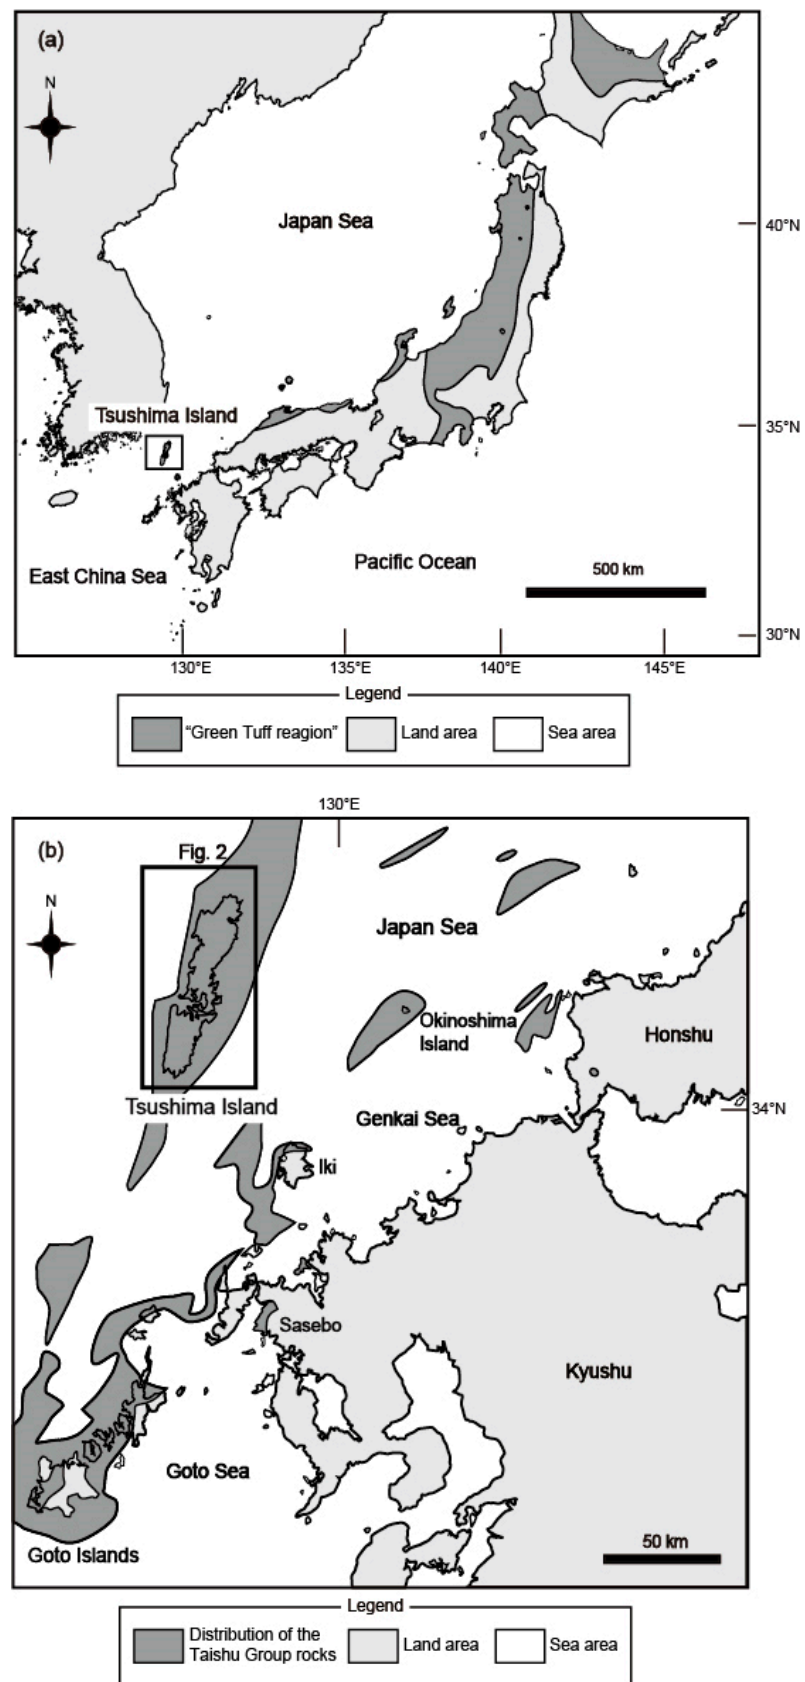 (a)
N
Japan Sea
40°N
Tsushima Island
35°N
East China Sea
Pacific Ocean
500 km
30°N
130°E
135°E
140°E
145°E
Legend
"Green Tuff reagion"
Land area
Sea area
130°E
(b)
Fig. 2
N
Japan Sea
Okinoshima
Island
Honshu
Tsushima Island
34°N
Genkai Sea
Iki
Sasebo
Kyushu
Goto Sea
50 km
Goto Islands
Legend
Distribution of the
Taishu Group rocks
Land area
Sea area